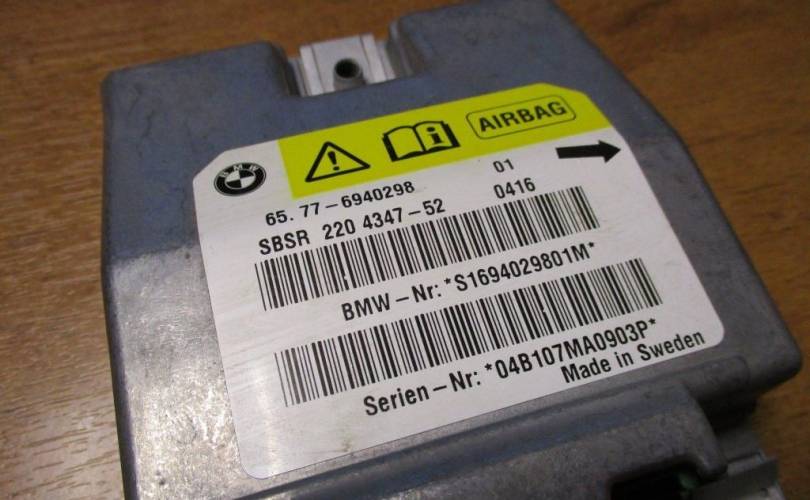 BMW
AIRBAG
65.77-6940298 01
SBSR 220 4347-52 0416
BMW-Nr: *S1694029801M*
Serien-Nr: *04B107MA0903P*
Made in Sweden